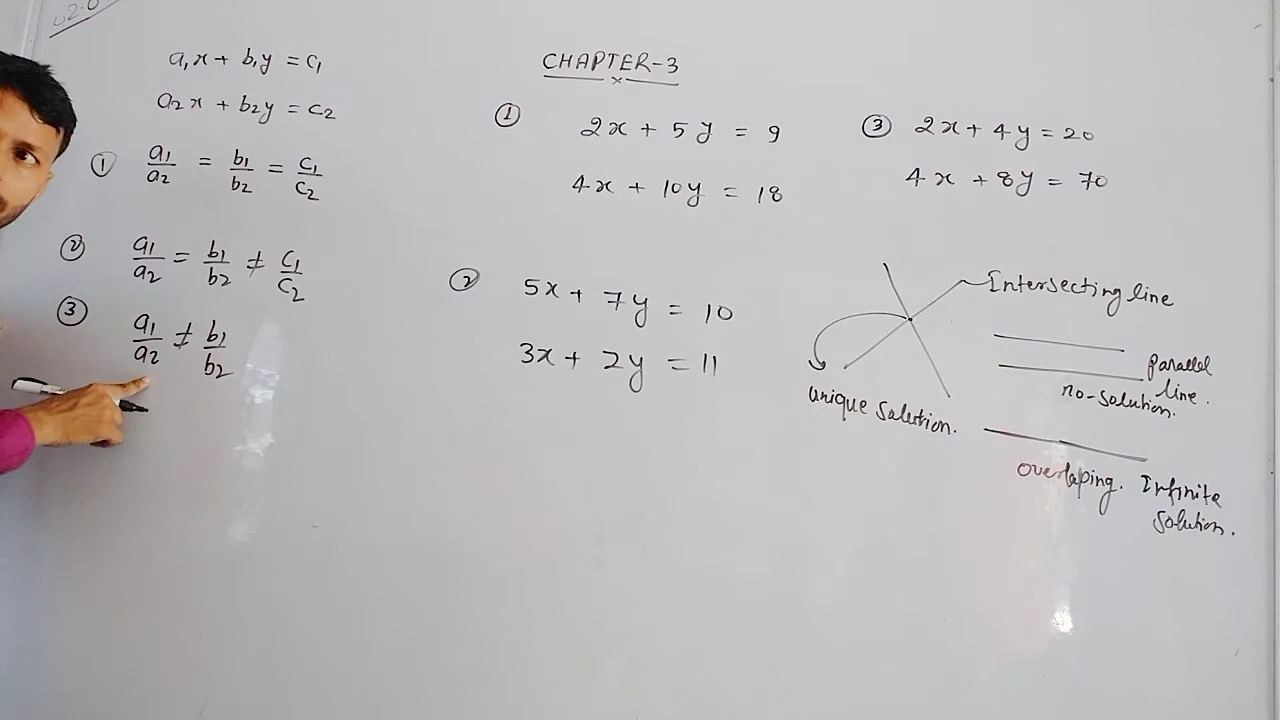 02.0
a₁x + b₁y = c₁
a₂x + b₂y = c₂
① a₁/a₂ = b₁/b₂ = c₁/c₂
② a₁/a₂ = b₁/b₂ ≠ c₁/c₂
③ a₁/a₂ ≠ b₁/b₂
CHAPTER-3
① 2x + 5y = 9
4x + 10y = 18
② 5x + 7y = 10
3x + 2y = 11
③ 2x + 4y = 20
4x + 8y = 70
Intersecting line
unique solution.
parallel
line.
no-solution.
overlaping. Infinite
solution.